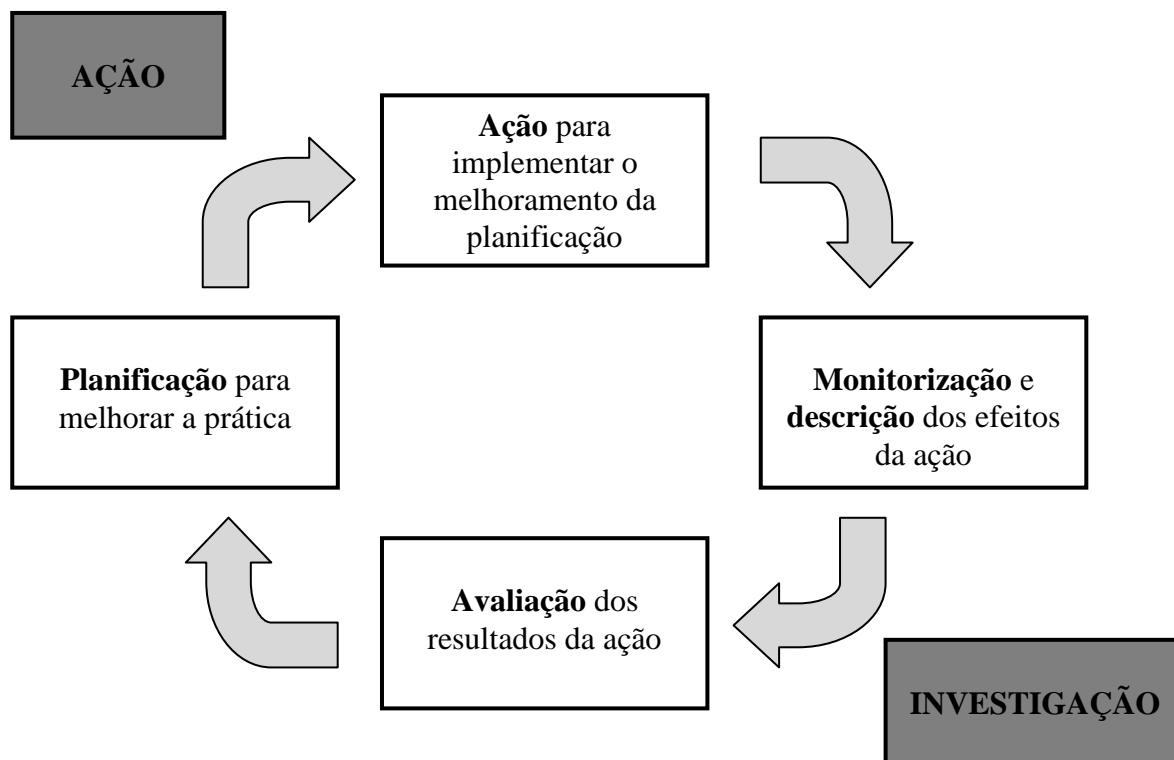 AÇÃO
Ação para
implementar o
melhoramento da
planificação
Planificação para
melhorar a prática
Monitorização e
descrição dos efeitos
da ação
Avaliação dos
resultados da ação
INVESTIGAÇÃO